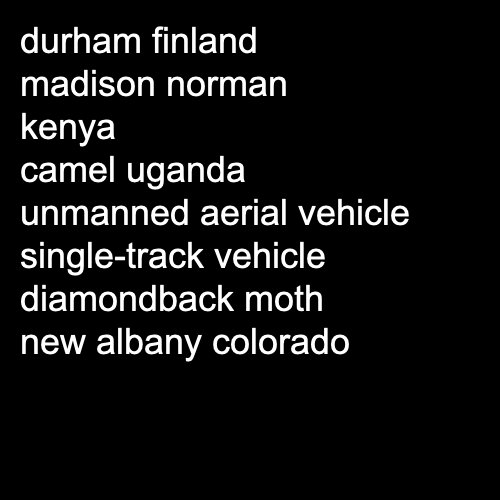 durham finland
madison norman
kenya
camel uganda
unmanned aerial vehicle
single-track vehicle
diamondback moth
new albany colorado